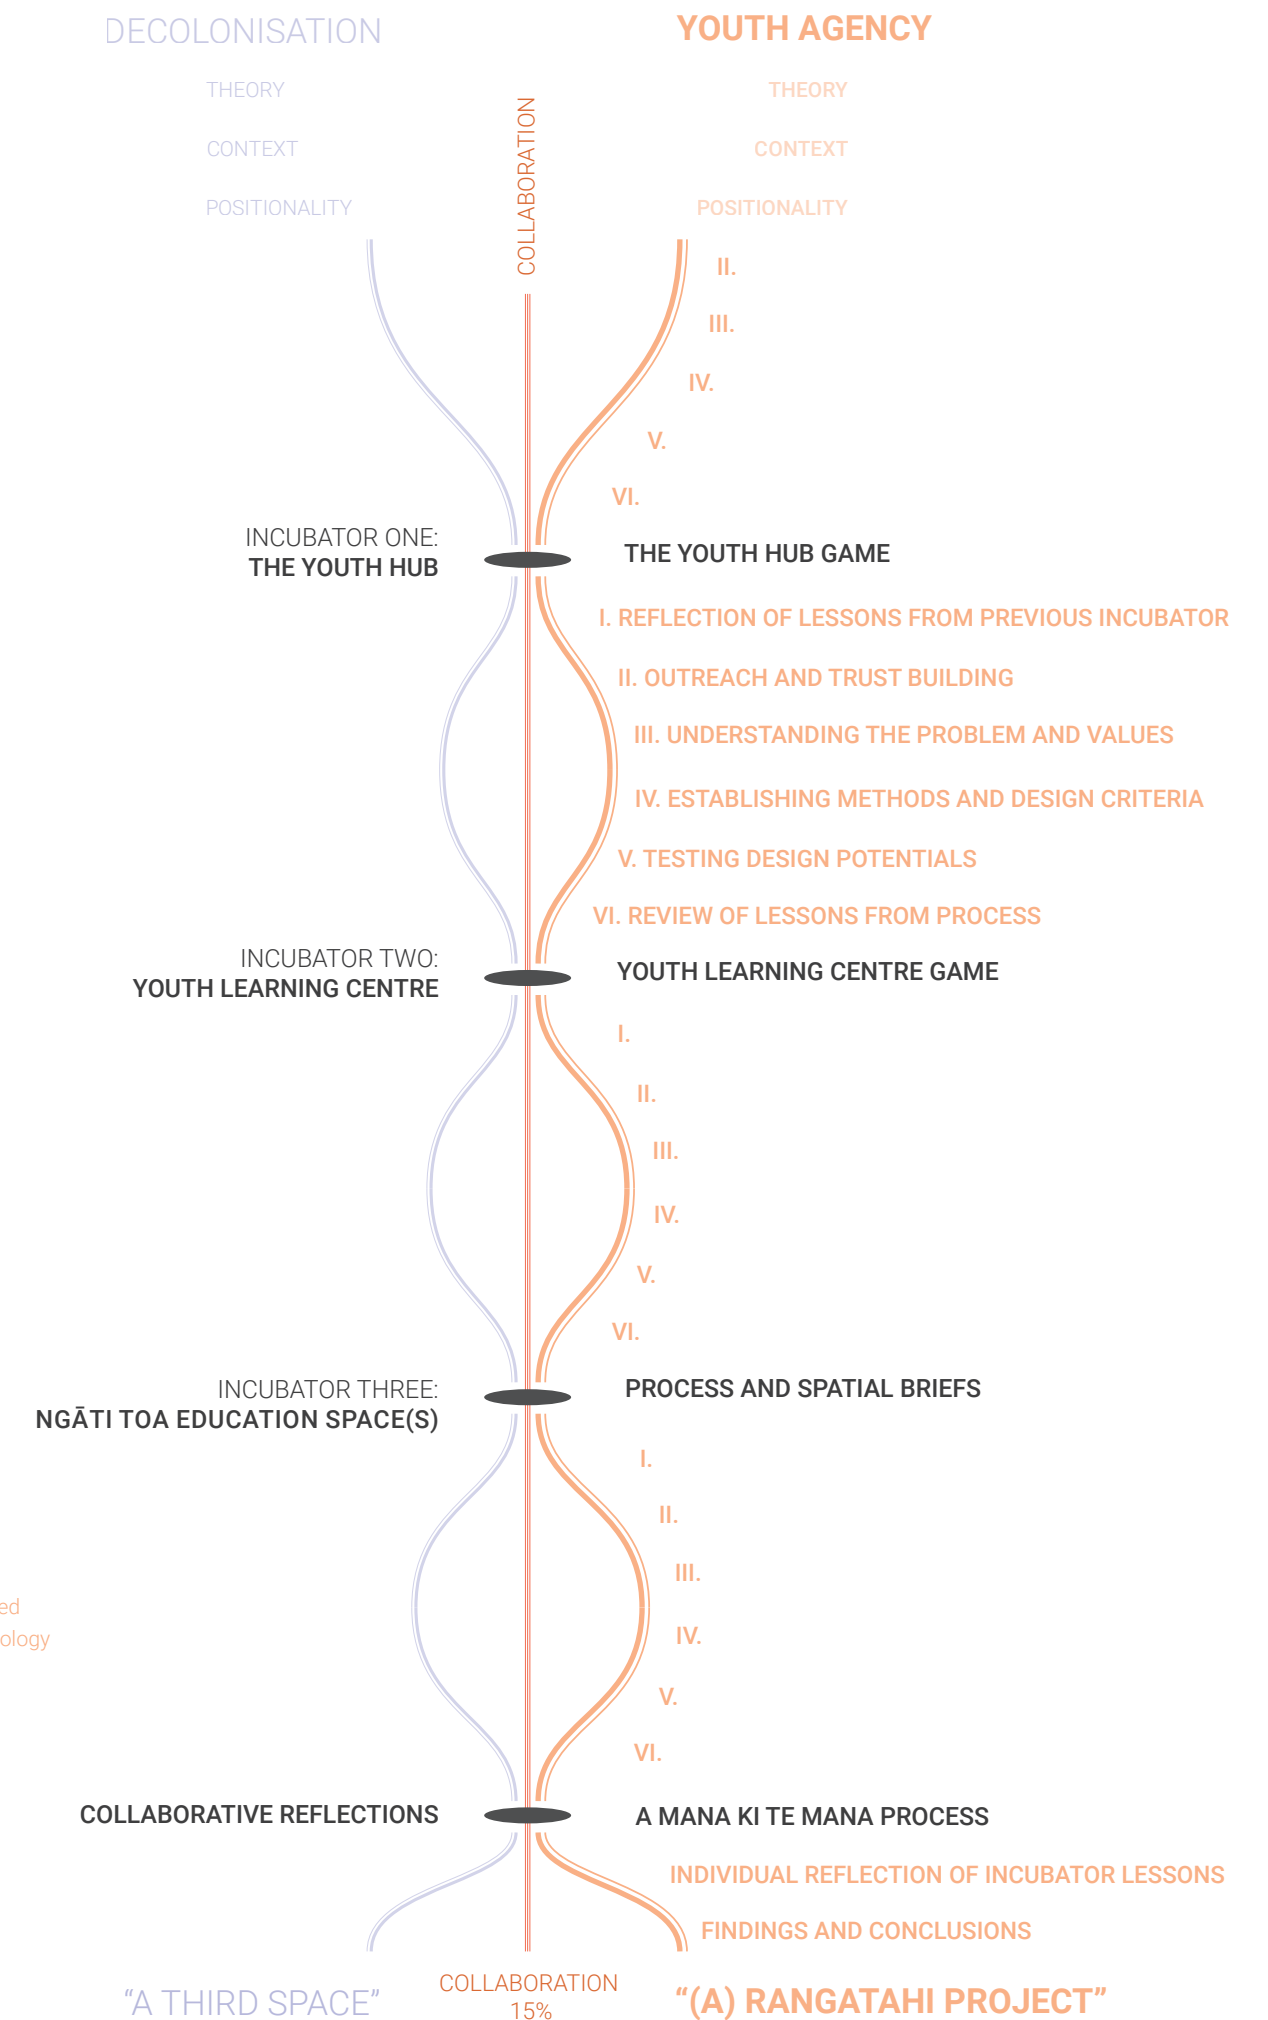 DECOLONISATION
YOUTH AGENCY
THEORY
THEORY
CONTEXT
CONTEXT
POSITIONALITY
POSITIONALITY
COLLABORATION
II.
III.
IV.
V.
VI.
INCUBATOR ONE:
THE YOUTH HUB
THE YOUTH HUB GAME
I. REFLECTION OF LESSONS FROM PREVIOUS INCUBATOR
II. OUTREACH AND TRUST BUILDING
III. UNDERSTANDING THE PROBLEM AND VALUES
IV. ESTABLISHING METHODS AND DESIGN CRITERIA
V. TESTING DESIGN POTENTIALS
VI. REVIEW OF LESSONS FROM PROCESS
INCUBATOR TWO:
YOUTH LEARNING CENTRE
YOUTH LEARNING CENTRE GAME
I.
II.
III.
IV.
V.
VI.
INCUBATOR THREE:
NGĀTI TOA EDUCATION SPACE(S)
PROCESS AND SPATIAL BRIEFS
I.
II.
III.
ed
ology
IV.
V.
VI.
COLLABORATIVE REFLECTIONS
A MANA KI TE MANA PROCESS
INDIVIDUAL REFLECTION OF INCUBATOR LESSONS
FINDINGS AND CONCLUSIONS
“A THIRD SPACE”
COLLABORATION
15%
“(A) RANGATAHI PROJECT”